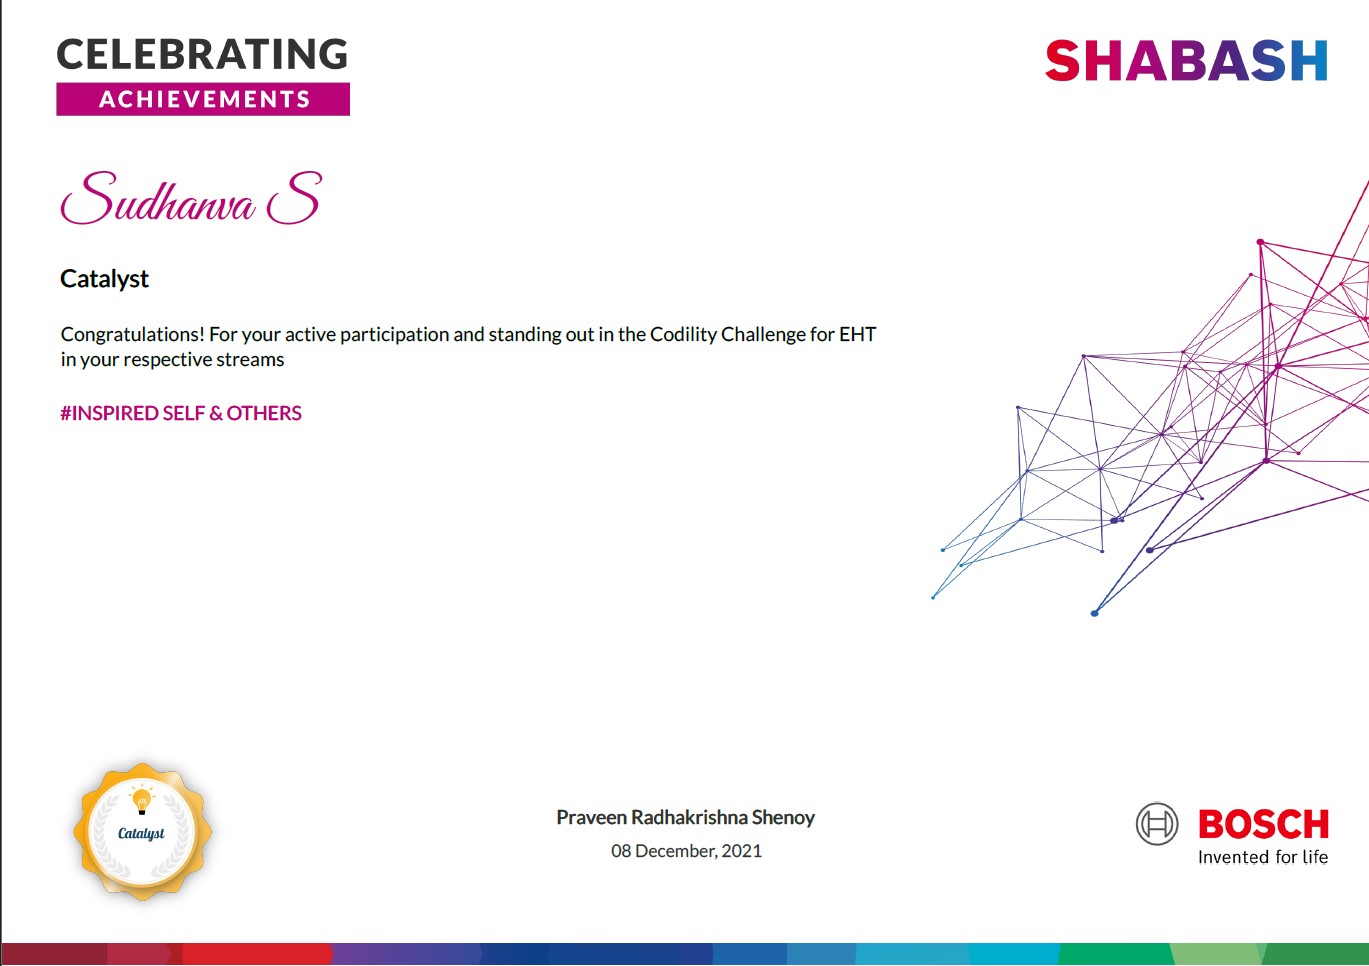 CELEBRATING
ACHIEVEMENTS
SHABASH
Sudhanva S
Catalyst
Congratulations! For your active participation and standing out in the Codility Challenge for EHT
in your respective streams
#INSPIRED SELF & OTHERS
Catalyst
Praveen Radhakrishna Shenoy
08 December, 2021
BOSCH
Invented for life